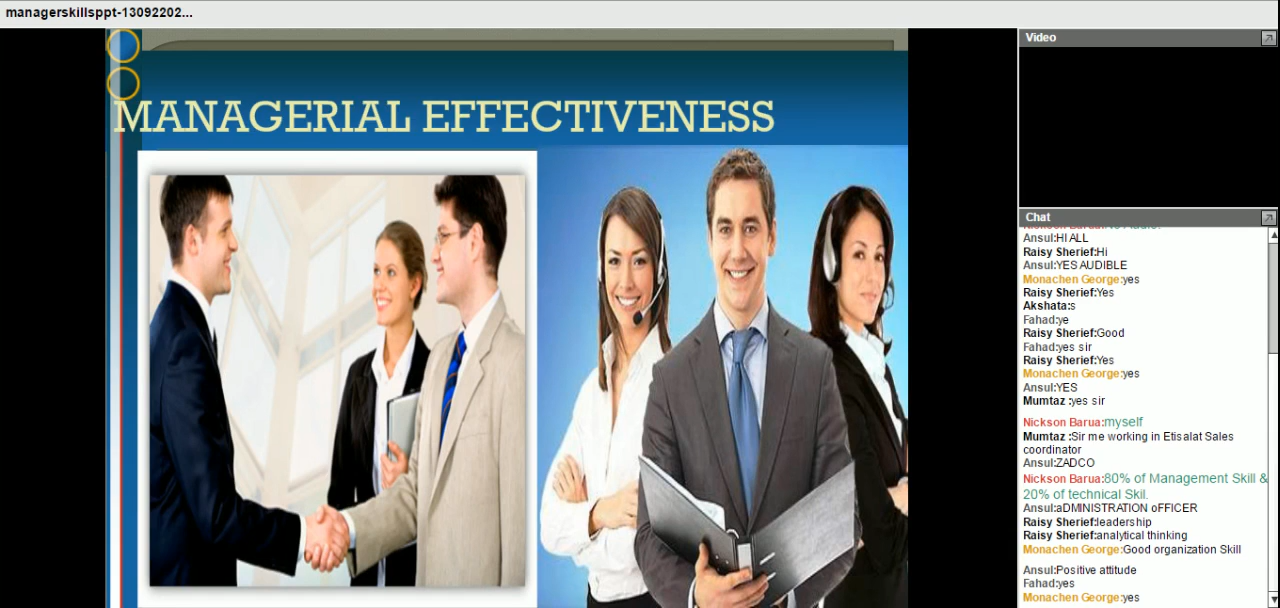 managerskillsppt-13092202...
MANAGERIAL EFFECTIVENESS
Video
Chat
Ansul:HI ALL
Raisy Sherief:Hi
Ansul:YES AUDIBLE
Monachen George:yes
Raisy Sherief:Yes
Akshata:s
Fahad:ye
Raisy Sherief:Good
Fahad:yes sir
Raisy Sherief:Yes
Monachen George:yes
Ansul:YES
Mumtaz :yes sir
Nickson Barua:myself
Mumtaz :Sir me working in Etisalat Sales
coordinator
Ansul:ZADCO
Nickson Barua:80% of Management Skill &
20% of technical Skil.
Ansul:aDMINISTRATION oFFICER
Raisy Sherief:leadership
Raisy Sherief:analytical thinking
Monachen George:Good organization Skill
Ansul:Positive attitude
Fahad:yes
Monachen George:yes